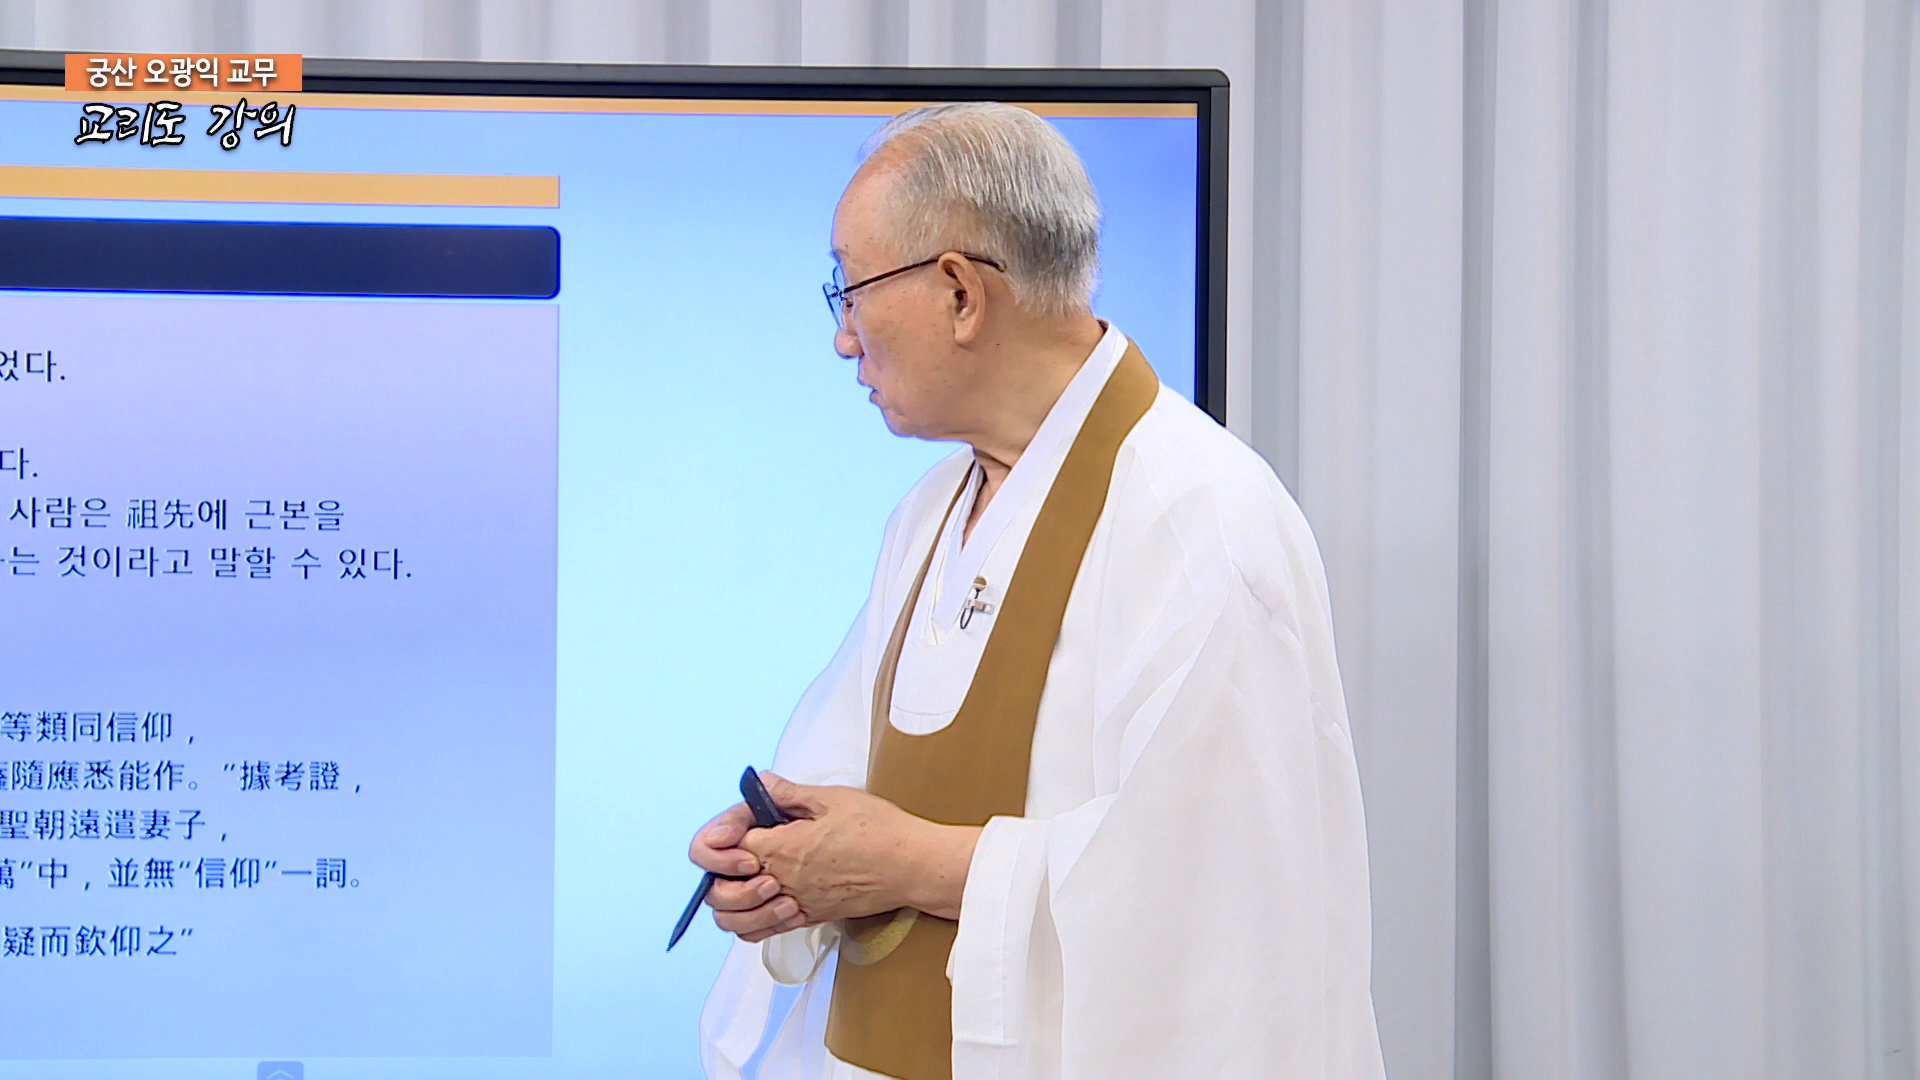 궁산 오광익 교무
교리도 강의
었다.
다.
사람은 祖先에 근본을
는 것이라고 말할 수 있다.
等類同信仰，
隨應悉能作。”據考證，
聖朝遠遣妻子，
萬”中，並無“信仰”一詞。
疑而欽仰之”